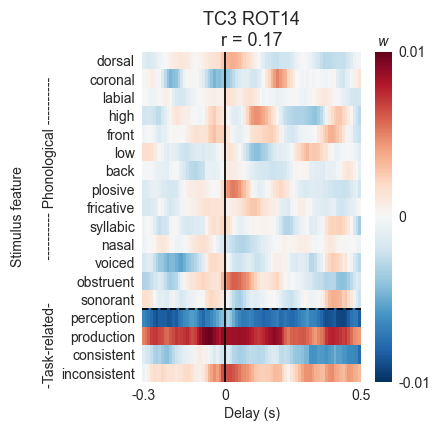 TC3 ROT14
r = 0.17
w
dorsal
coronal
labial
high
front
low
back
plosive
fricative
syllabic
nasal
voiced
obstruent
sonorant
perception
production
consistent
inconsistent
Stimulus feature
---------- Phonological ----------
-Task-related-
0.01
0
-0.01
-0.3
0
0.5
Delay (s)